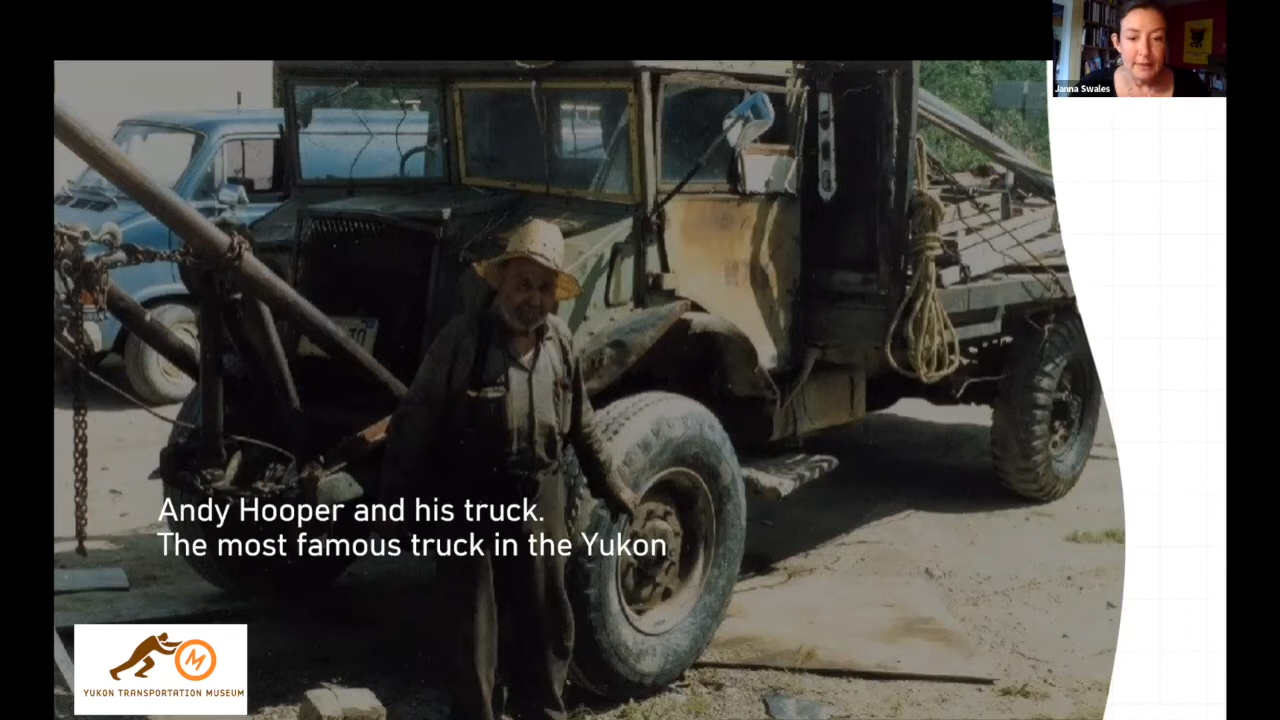 Janna Swales
Andy Hooper and his truck.
The most famous truck in the Yukon
M
YUKON TRANSPORTATION MUSEUM